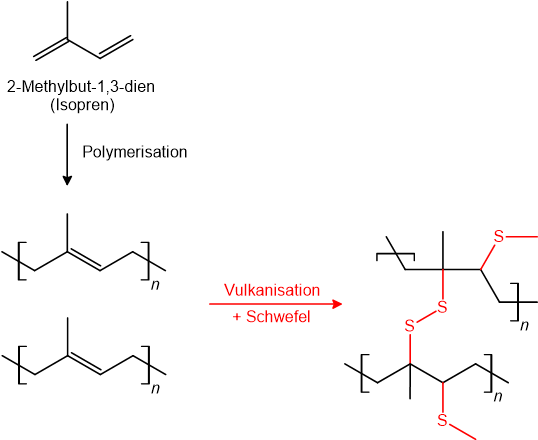 2-Methylbut-1,3-dien
(Isopren)
Polymerisation
n
n
Vulkanisation
+ Schwefel
S
n
S
S
n
S